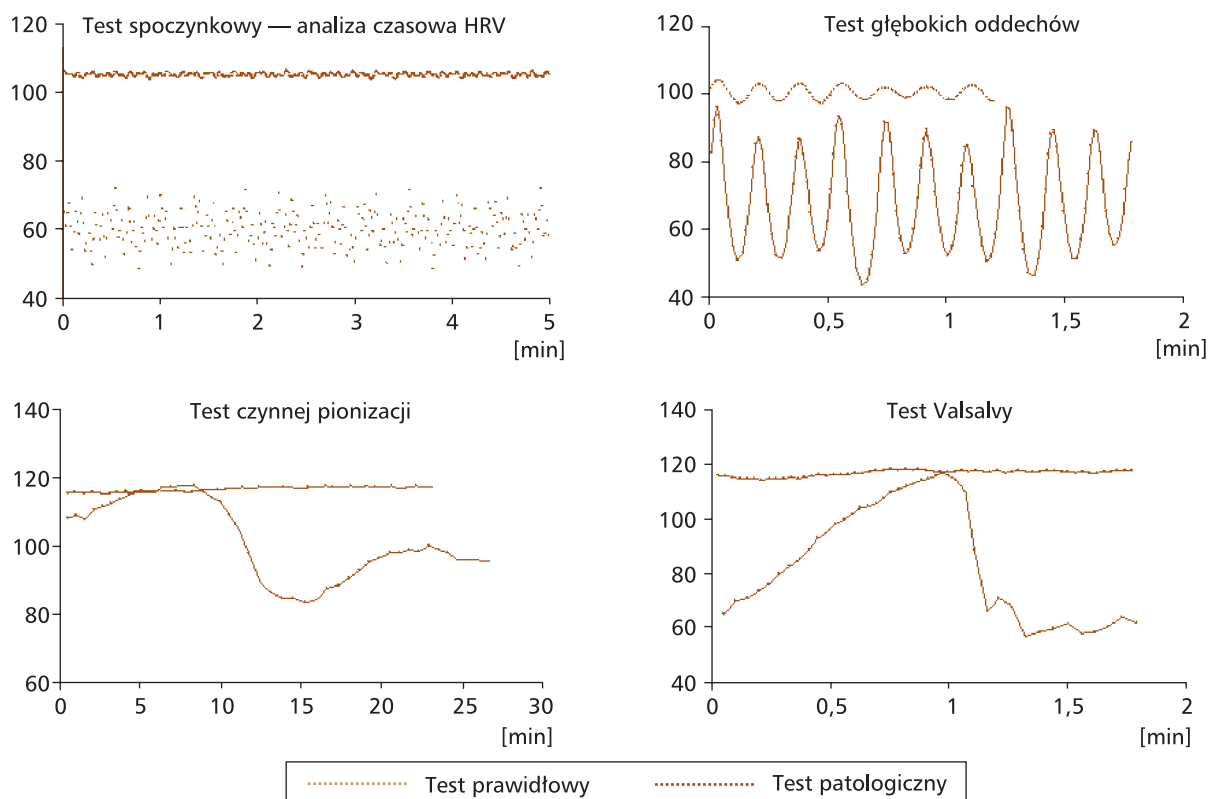 Test spoczynkowy — analiza czasowa HRV
120
100
80
60
40
0 1 2 3 4 5
[min]
Test głębokich oddechów
120
100
80
60
40
0 0,5 1 1,5 2
[min]
Test czynnej pionizacji
140
120
100
80
60
0 5 10 15 20 25 30
[min]
Test Valsalvy
140
120
100
80
60
40
0 0,5 1 1,5 2
[min]
Test prawidłowy Test patologiczny